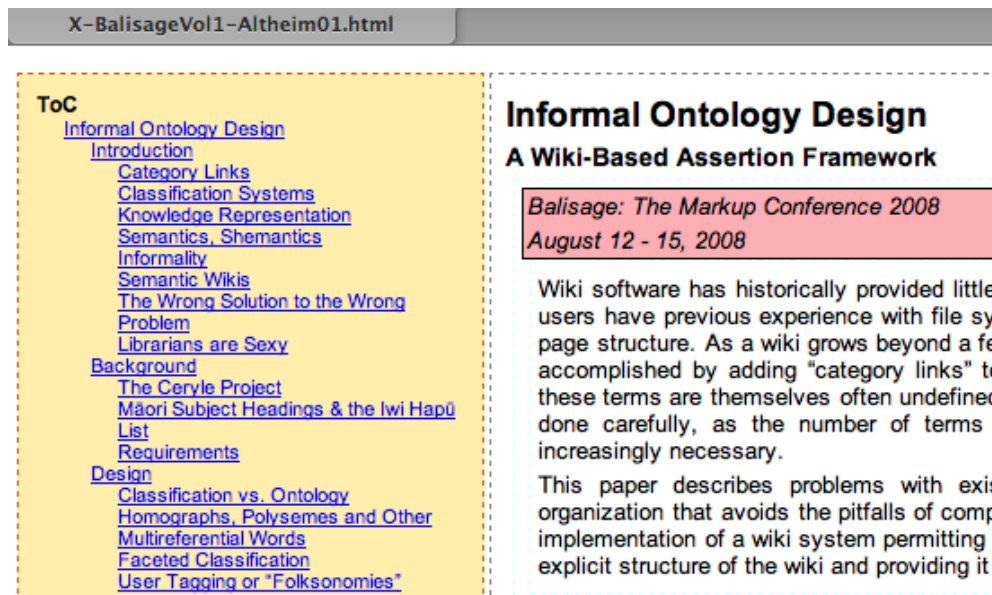 X-BalisageVol1-Altheim01.html
ToC
Informal Ontology Design
Introduction
Category Links
Classification Systems
Knowledge Representation
Semantics, Shemantics
Informality
Semantic Wikis
The Wrong Solution to the Wrong
Problem
Librarians are Sexy
Background
The Ceryle Project
Māori Subject Headings & the Iwi Hapū
List
Requirements
Design
Classification vs. Ontology
Homographs, Polysemes and Other
Multireferential Words
Faceted Classification
User Tagging or "Folksonomies"
Informal Ontology Design
A Wiki-Based Assertion Framework
Balisage: The Markup Conference 2008
August 12 - 15, 2008
Wiki software has historically provided little
users have previous experience with file sy
page structure. As a wiki grows beyond a fe
accomplished by adding "category links" to
these terms are themselves often undefined
done carefully, as the number of terms
increasingly necessary.
This paper describes problems with exis
organization that avoids the pitfalls of comp
implementation of a wiki system permitting
explicit structure of the wiki and providing it